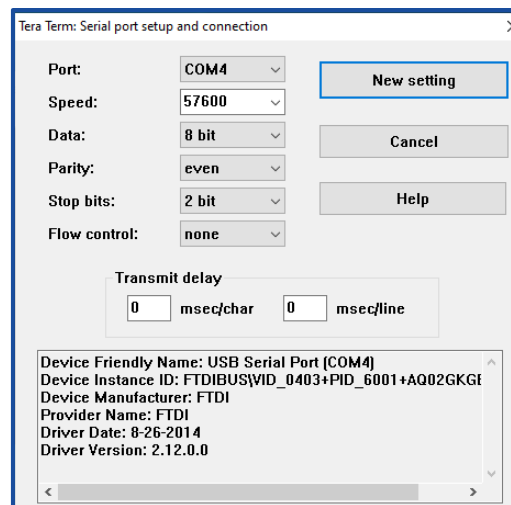 Tera Term: Serial port setup and connection
Port: COM4 New setting
Speed: 57600
Data: 8 bit Cancel
Parity: even
Stop bits: 2 bit Help
Flow control: none
Transmit delay
0 msec/char 0 msec/line
Device Friendly Name: USB Serial Port (COM4)
Device Instance ID: FTDIBUS\VID_0403+PID_6001+AQ02GKGE
Device Manufacturer: FTDI
Provider Name: FTDI
Driver Date: 8-26-2014
Driver Version: 2.12.0.0